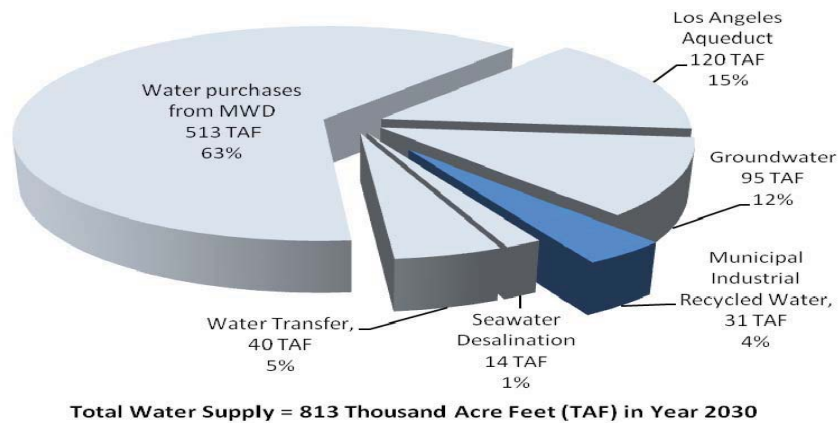 Los Angeles
Aqueduct
120 TAF
15%
Water purchases
from MWD
513 TAF
63%
Groundwater
95 TAF
12%
Municipal
Industrial
Recycled Water,
31 TAF
4%
Water Transfer,
40 TAF
5%
Seawater
Desalination
14 TAF
1%
Total Water Supply = 813 Thousand Acre Feet (TAF) in Year 2030